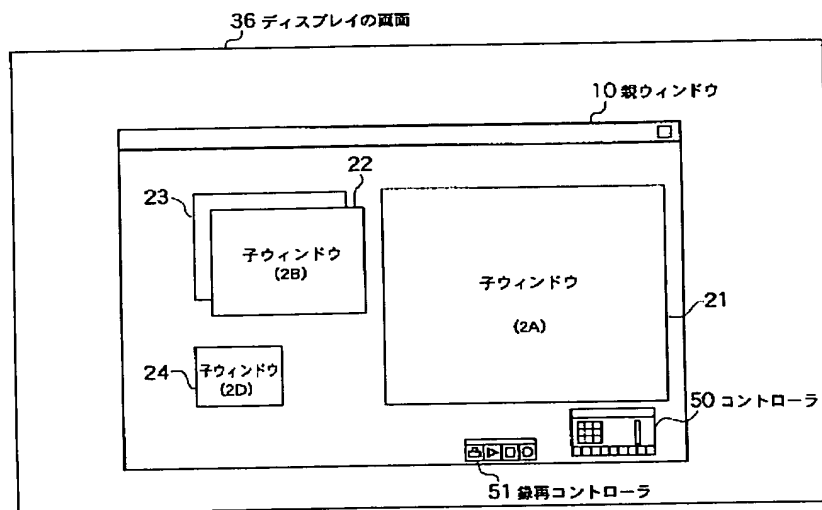 36 ディスプレイの画面
10 親ウィンドウ
22
23
子ウィンドウ
(2B)
子ウィンドウ
(2A)
21
24
子ウィンドウ
(2D)
50 コントローラ
51 録再コントローラ